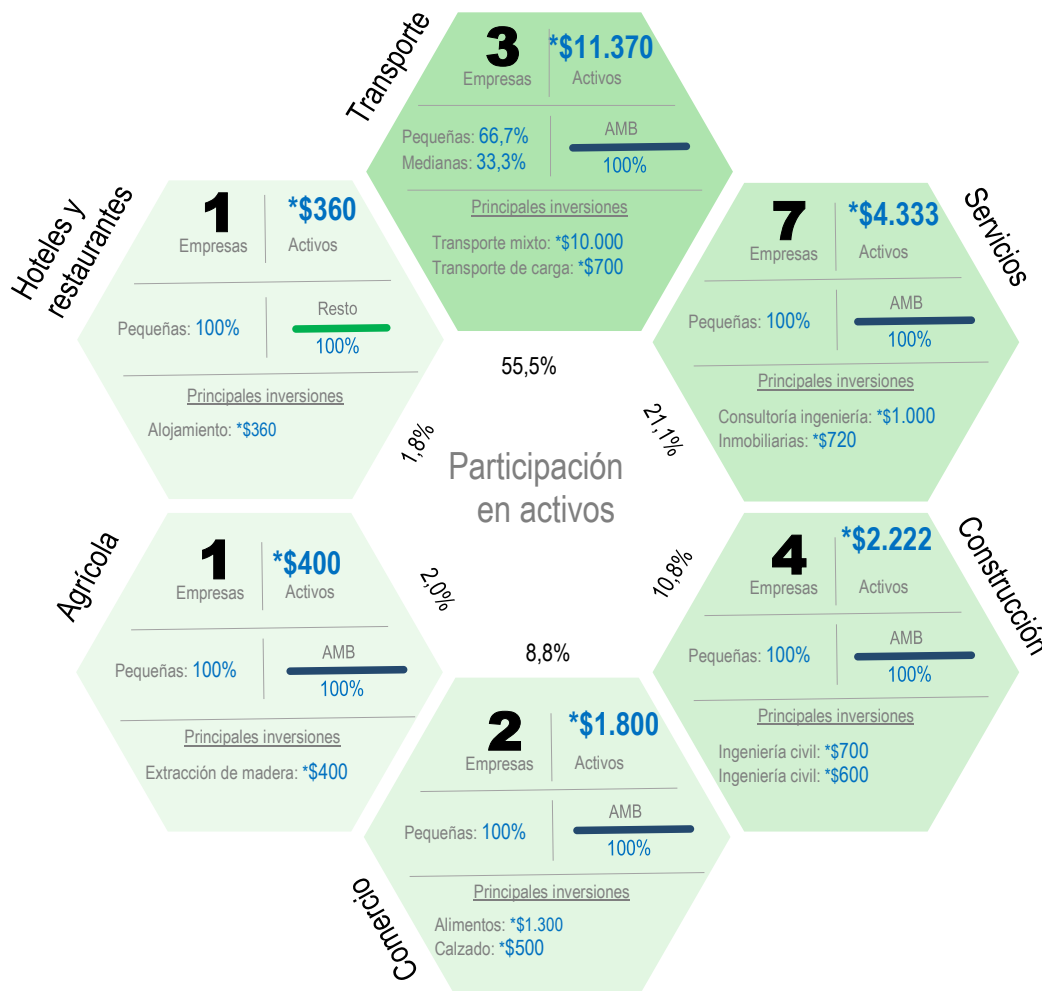 Transporte
3
*$11.370
Empresas
Activos
Pequeñas: 66,7%
Medianas: 33,3%
AMB
100%
Principales inversiones
Transporte mixto: *$10.000
Transporte de carga: *$700
55,5%
Hoteles y
restaurantes
1
*$360
Empresas
Activos
Pequeñas: 100%
Resto
100%
Principales inversiones
Alojamiento: *$360
1,8%
Servicios
7
*$4.333
Empresas
Activos
Pequeñas: 100%
AMB
100%
Principales inversiones
Consultoría ingeniería: *$1.000
Inmobiliarias: *$720
21,1%
Participación
en activos
Agrícola
1
*$400
Empresas
Activos
Pequeñas: 100%
AMB
100%
Principales inversiones
Extracción de madera: *$400
2,0%
Construcción
4
*$2.222
Empresas
Activos
Pequeñas: 100%
AMB
100%
Principales inversiones
Ingeniería civil: *$700
Ingeniería civil: *$600
10,8%
8,8%
Comercio
2
*$1.800
Empresas
Activos
Pequeñas: 100%
AMB
100%
Principales inversiones
Alimentos: *$1.300
Calzado: *$500